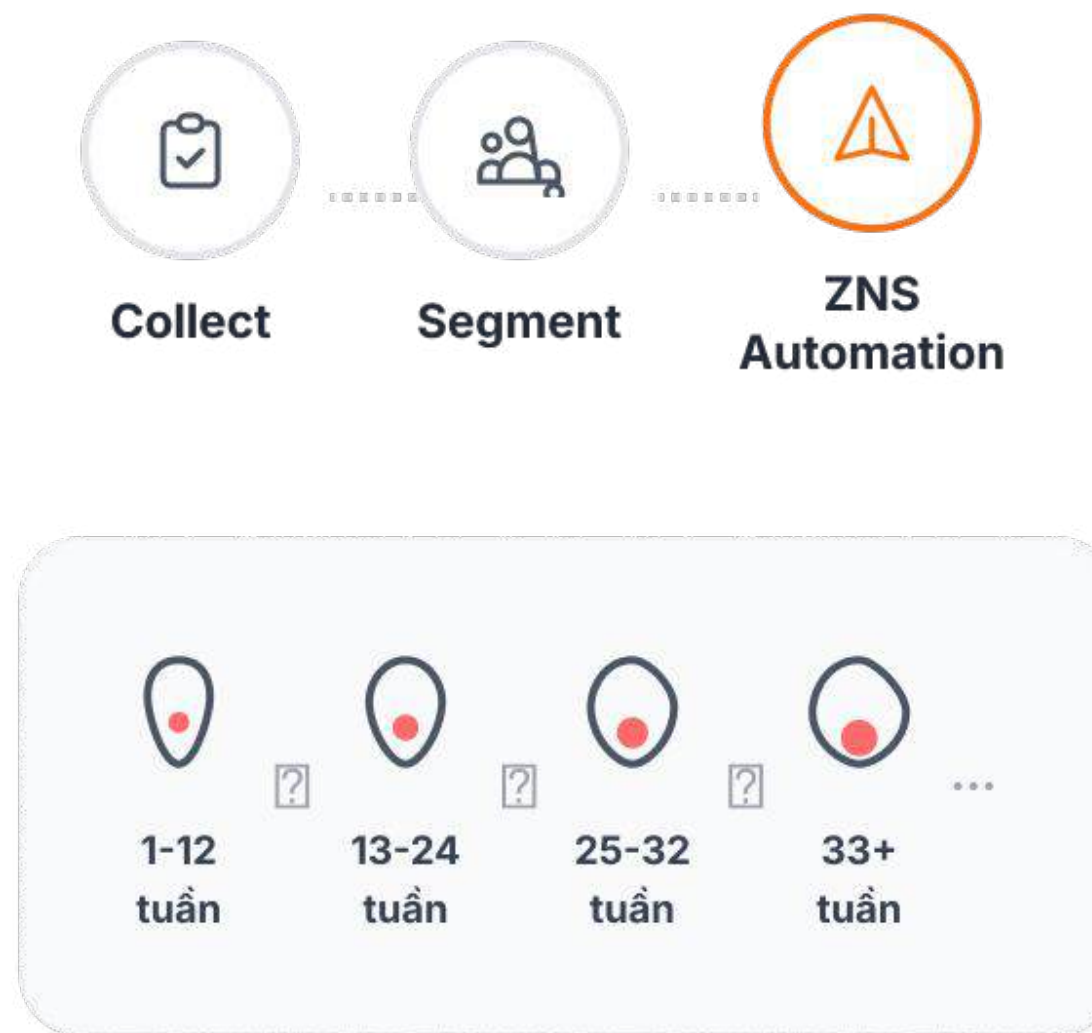 Collect
Segment
ZNS
Automation
1-12
tuần
13-24
tuần
25-32
tuần
33+
tuần
...